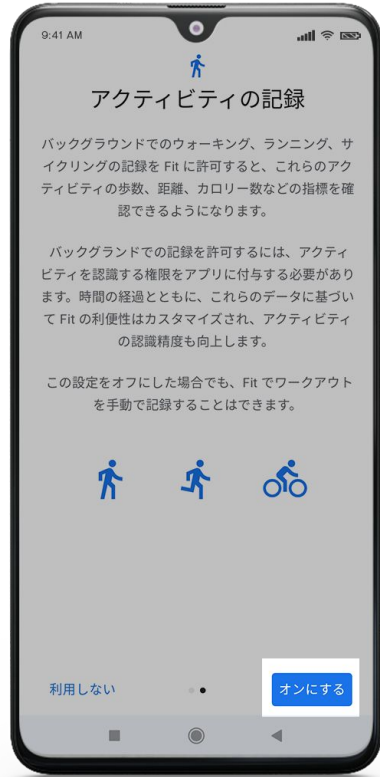 9:41 AM
アクティビティの記録
バックグラウンドでのウォーキング、ランニング、サ
イクリングの記録を Fit に許可すると、これらのアク
ティビティの歩数、距離、カロリー数などの指標を確
認できるようになります。
バックグランドでの記録を許可するには、アクティ
ビティを認識する権限をアプリに付与する必要があり
ます。時間の経過とともに、これらのデータに基づい
て Fit の利便性はカスタマイズされ、アクティビティ
の認識精度も向上します。
この設定をオフにした場合でも、Fit でワークアウト
を手動で記録することはできます。
利用しない
オンにする